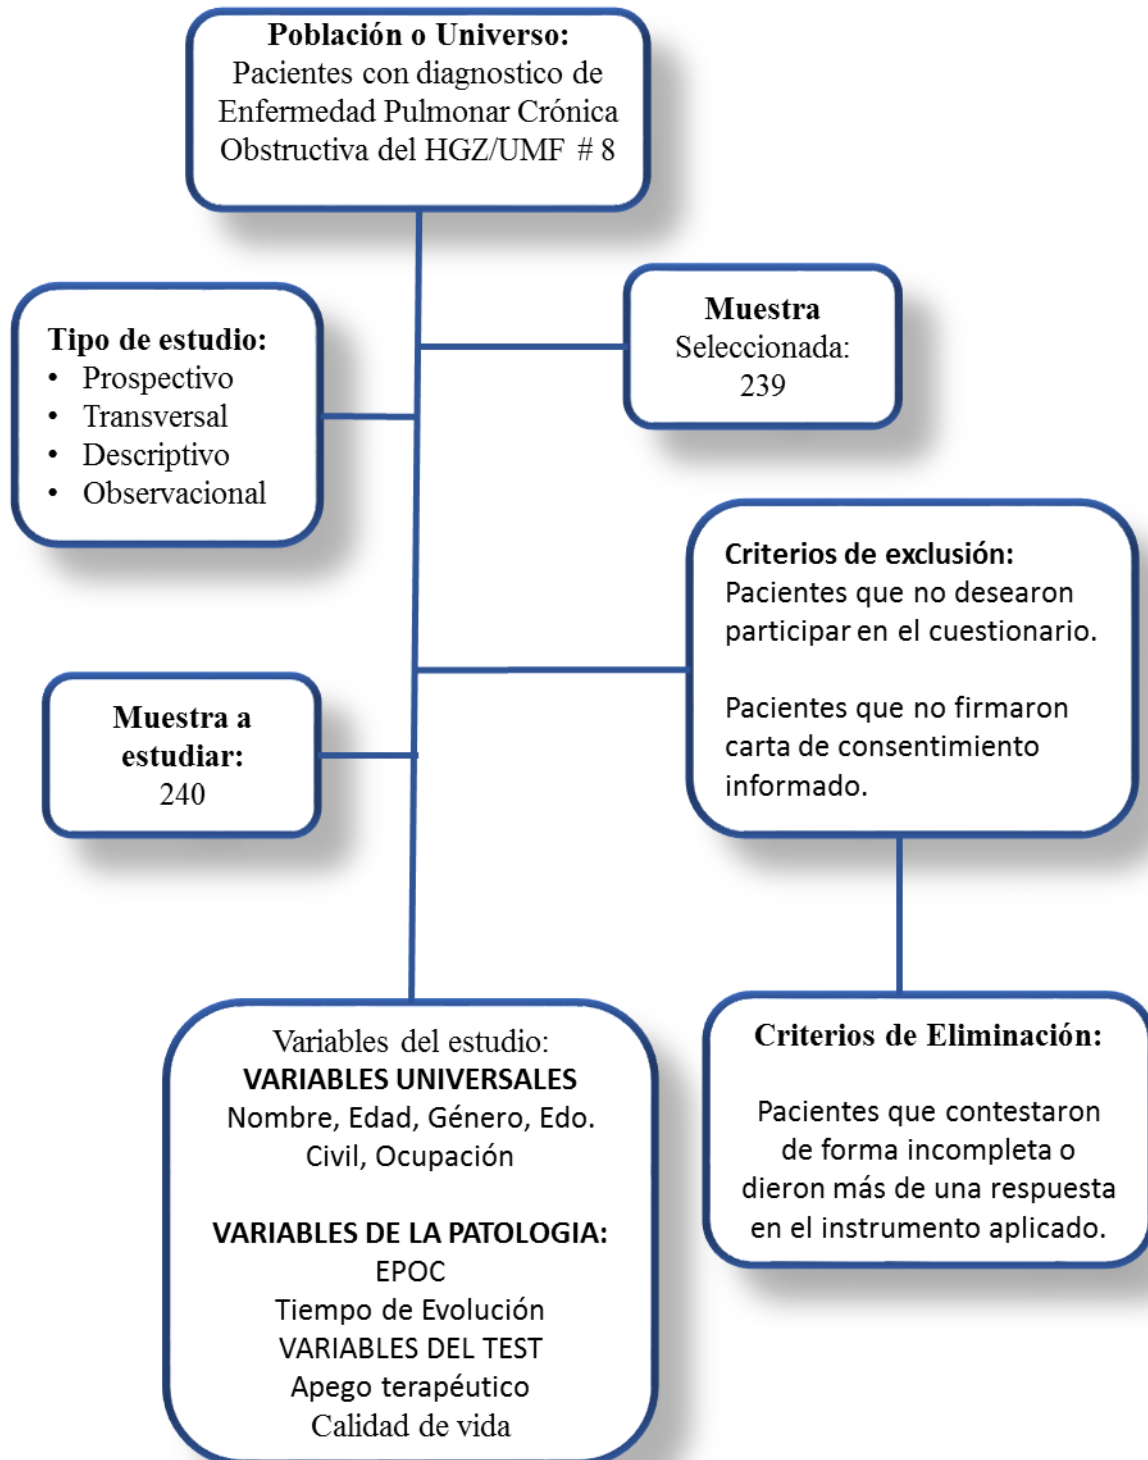 Población o Universo:
Pacientes con diagnostico de
Enfermedad Pulmonar Crónica
Obstructiva del HGZ/UMF # 8
Tipo de estudio:
• Prospectivo
• Transversal
• Descriptivo
• Observacional
Muestra
Seleccionada:
239
Criterios de exclusión:
Pacientes que no desearon
participar en el cuestionario.
Pacientes que no firmaron
carta de consentimiento
informado.
Muestra a
estudiar:
240
Variables del estudio:
VARIABLES UNIVERSALES
Nombre, Edad, Género, Edo.
Civil, Ocupación
VARIABLES DE LA PATOLOGIA:
EPOC
Tiempo de Evolución
VARIABLES DEL TEST
Apego terapéutico
Calidad de vida
Criterios de Eliminación:
Pacientes que contestaron
de forma incompleta o
dieron más de una respuesta
en el instrumento aplicado.